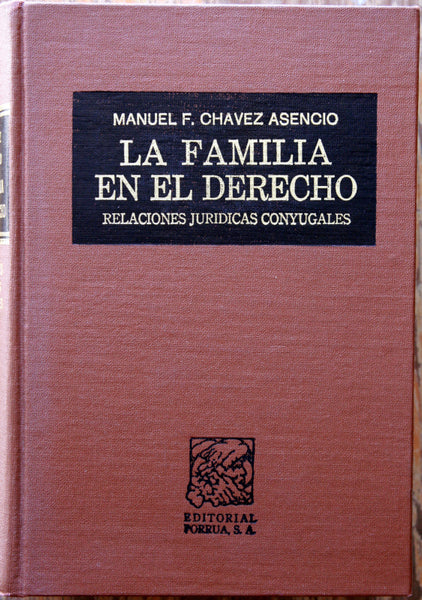 MANUEL F. CHAVEZ ASENCIO
LA FAMILIA
EN EL DERECHO
RELACIONES JURIDICAS CONYUGALES
EDITORIAL
PORRUA, S. A.